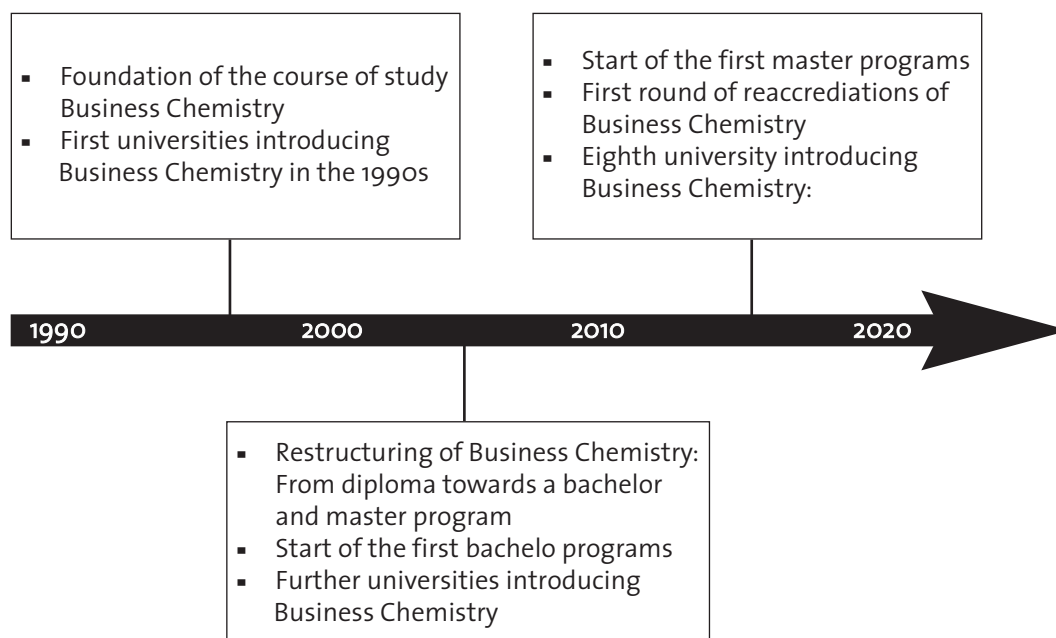 ▪ Foundation of the course of study
Business Chemistry
▪ First universities introducing
Business Chemistry in the 1990s
▪ Start of the first master programs
▪ First round of reaccrediations of
Business Chemistry
▪ Eighth university introducing
Business Chemistry:
1990 2000 2010 2020
▪ Restructuring of Business Chemistry:
From diploma towards a bachelor
and master program
▪ Start of the first bachelo programs
▪ Further universities introducing
Business Chemistry